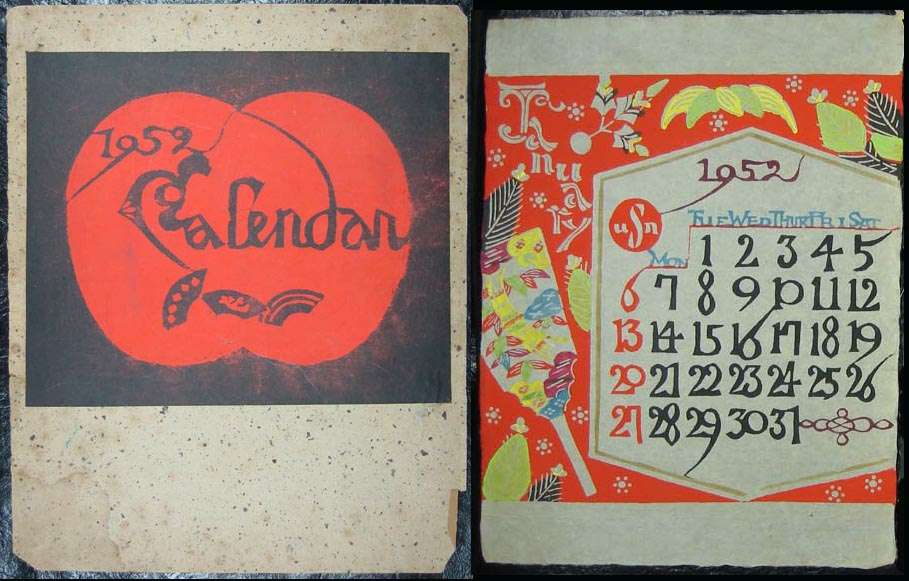 1952
Calendar
JanuaRy
1952
Sun MON TUE WED THUR FRI SAT
1 2 3 4 5
6 7 8 9 10 11 12
13 14 15 16 17 18 19
20 21 22 23 24 25 26
27 28 29 30 31